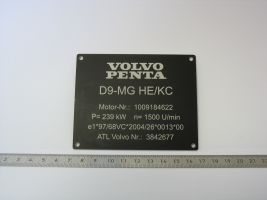 VOLVO
PENTA
D9-MG HE/KC
Motor-Nr.: 1009184622
P= 239 kW n= 1500 U/min
e1*97/68VC*2004/26*0013*00
ATL Volvo Nr.: 3842677